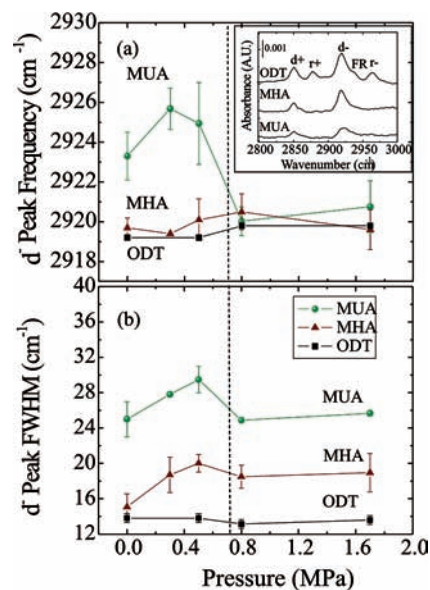 (a)
MUA
MHA
ODT
d⁻ Peak Frequency (cm⁻¹)
2930
2928
2926
2924
2922
2920
2918
0.001
d+ r+ d- FR r-
ODT
MHA
MUA
Absorbance (A.U.)
2800 2850 2900 2950 3000
Wavenumber (cm⁻¹)
(b)
MUA
MHA
ODT
MUA
MHA
ODT
d⁻ Peak FWHM (cm⁻¹)
36
32
28
24
20
16
12
0.0 0.4 0.8 1.2 1.6 2.0
Pressure (MPa)